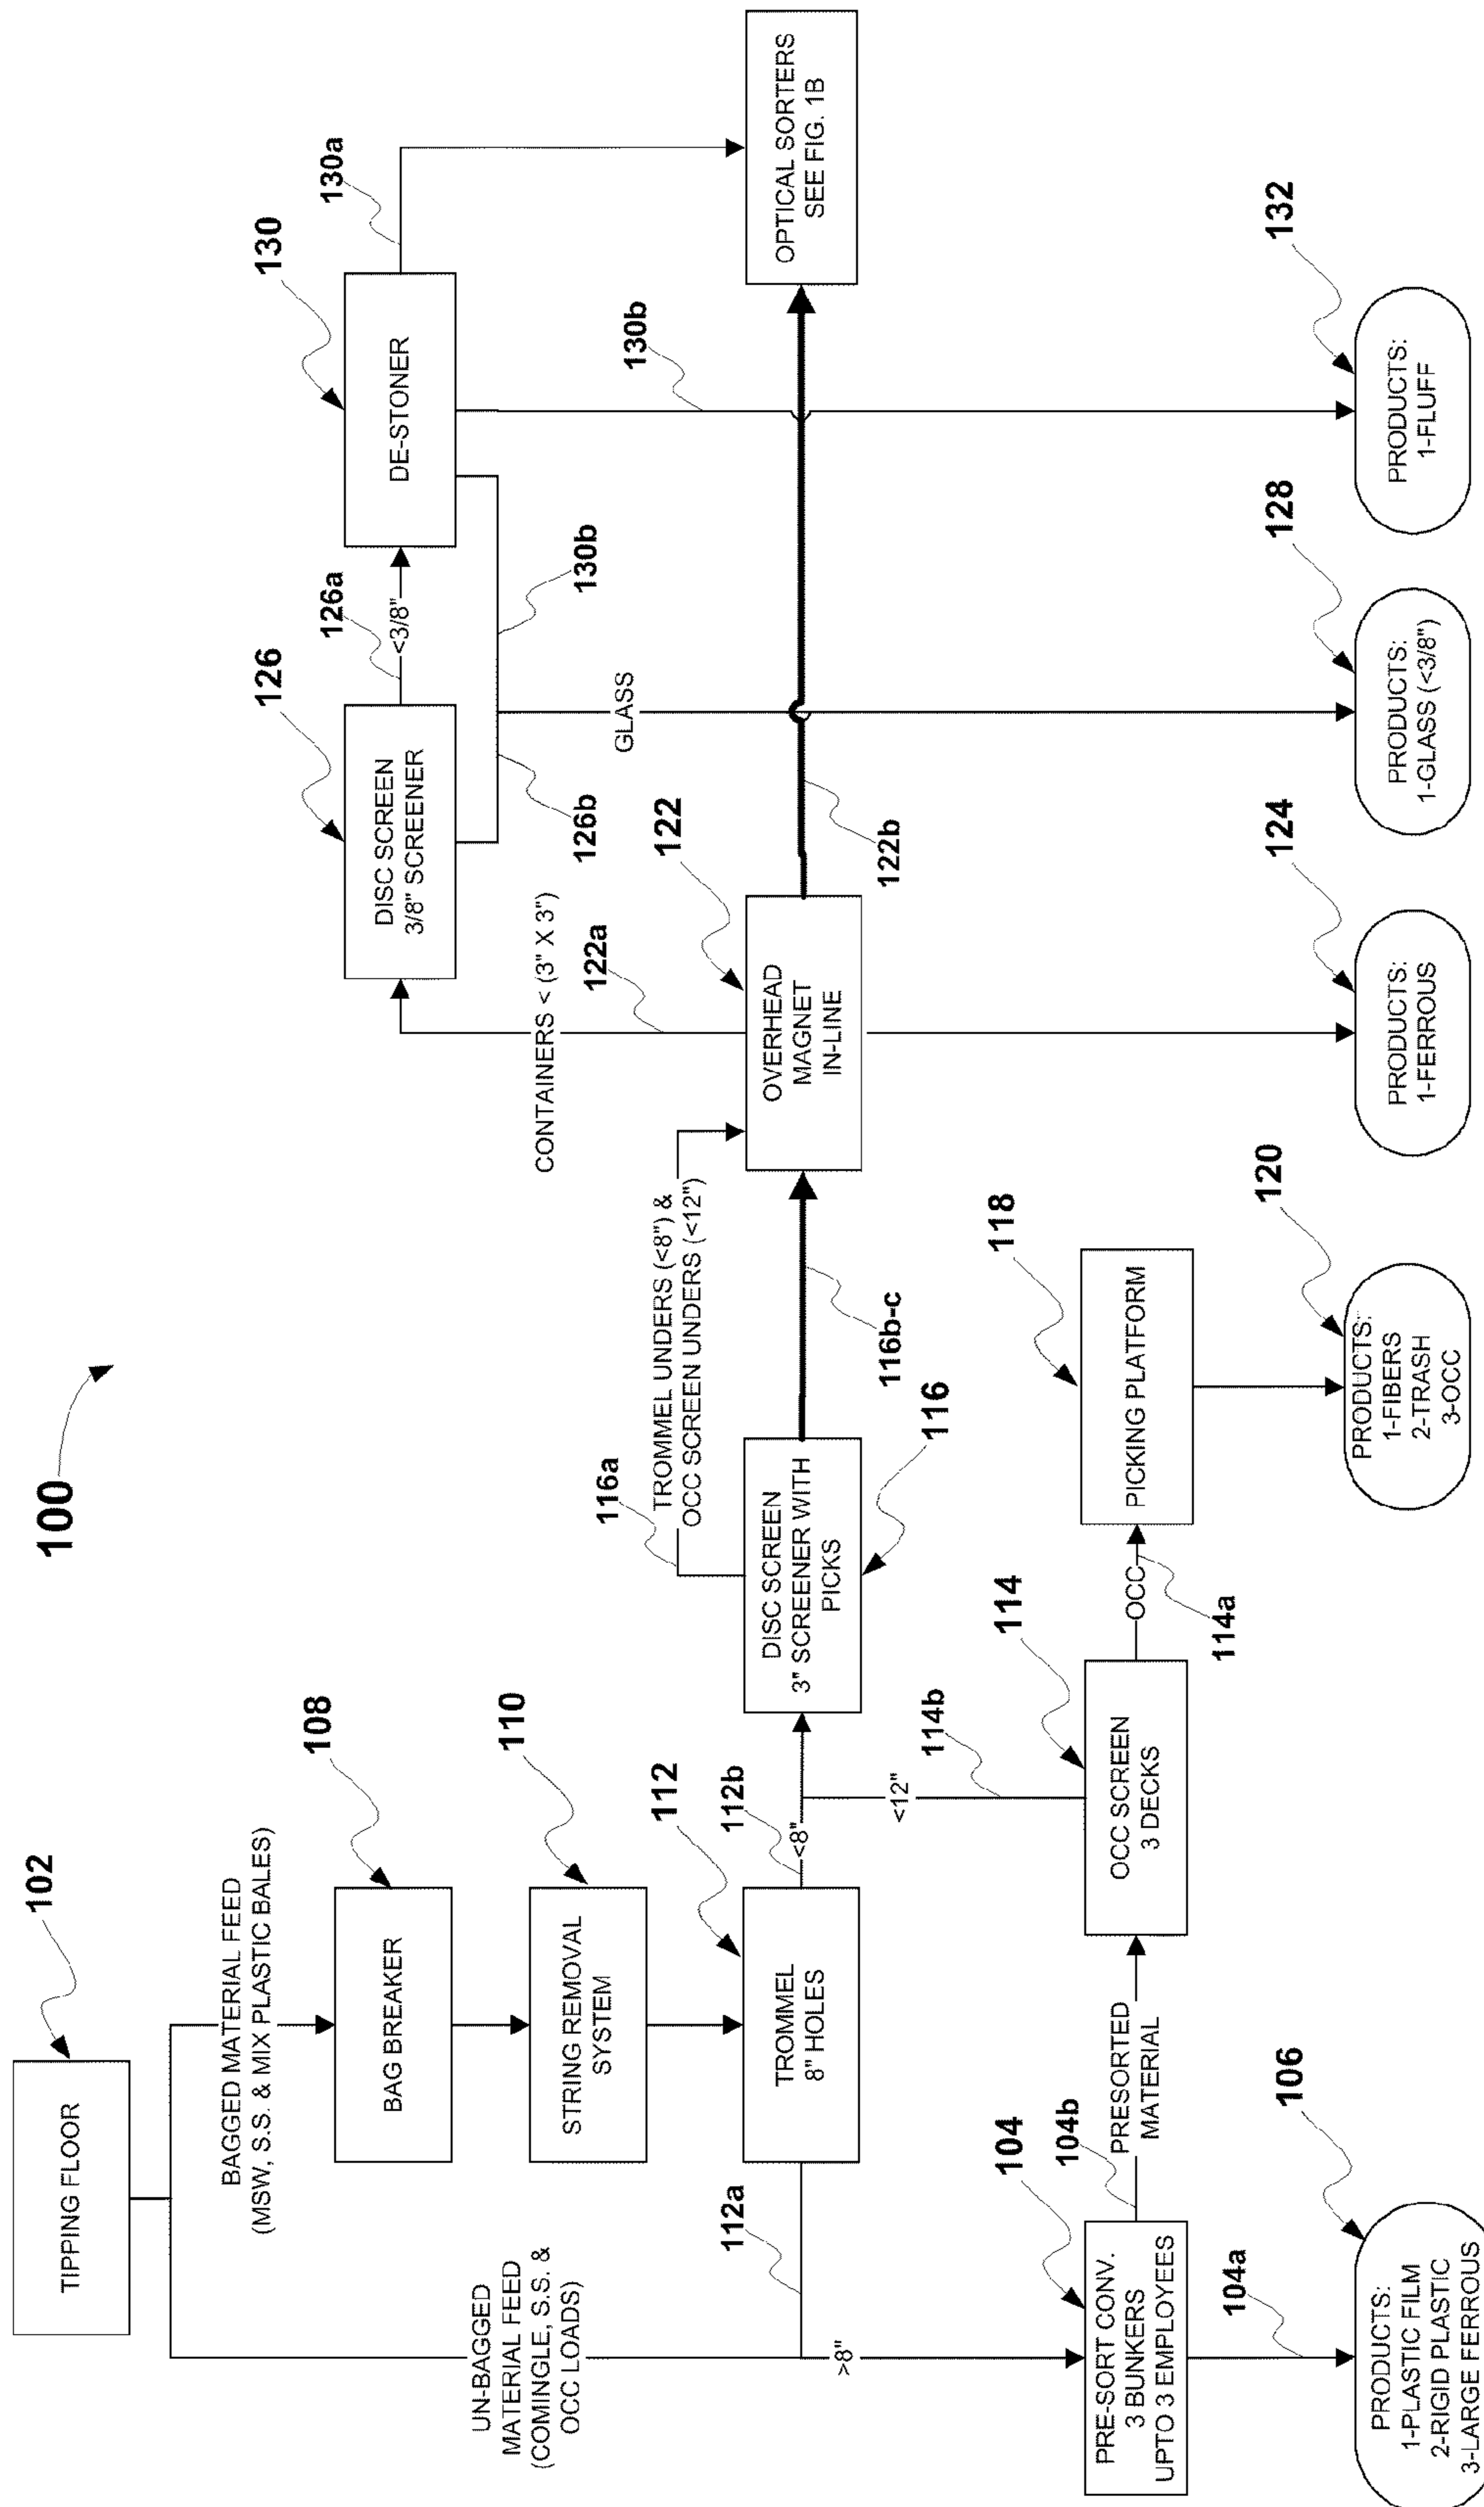 100
102
TIPPING FLOOR
BAGGED MATERIAL FEED
(MSW, S.S. & MIX PLASTIC BALES)
UN-BAGGED
MATERIAL FEED
(COMINGLE, S.S. &
OCC LOADS)
108
BAG BREAKER
110
STRING REMOVAL
SYSTEM
112
TROMMEL
8" HOLES
112a
112b
<8"
>8"
104
PRE-SORT CONV.
3 BUNKERS
UPTO 3 EMPLOYEES
104a
104b
PRESORTED
MATERIAL
106
PRODUCTS:
1-PLASTIC FILM
2-RIGID PLASTIC
3-LARGE FERROUS
114
OCC SCREEN
3 DECKS
114a
OCC
114b
<12"
116
DISC SCREEN
3" SCREENER WITH
PICKS
116a
TROMMEL UNDERS (<8") &
OCC SCREEN UNDERS (<12")
116b-c
118
PICKING PLATFORM
120
PRODUCTS:
1-FIBERS
2-TRASH
3-OCC
122
OVERHEAD
MAGNET
IN-LINE
122a
CONTAINERS < (3" X 3")
122b
124
PRODUCTS:
1-FERROUS
126
DISC SCREEN
3/8" SCREENER
126a
<3/8"
126b
GLASS
128
PRODUCTS:
1-GLASS (<3/8")
130
DE-STONER
130a
130b
130b
132
PRODUCTS:
1-FLUFF
OPTICAL SORTERS
SEE FIG. 1B